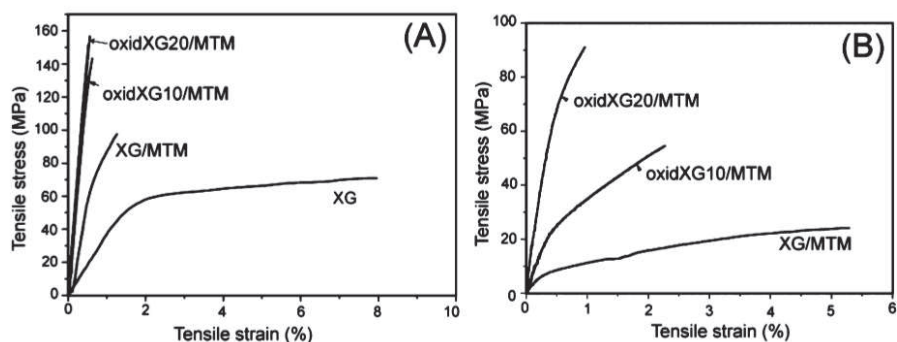 (A)
160
140
120
100
80
60
40
20
0
Tensile stress (MPa)
oxidXG20/MTM
oxidXG10/MTM
XG/MTM
XG
0 2 4 6 8 10
Tensile strain (%)
(B)
100
80
60
40
20
0
Tensile stress (MPa)
oxidXG20/MTM
oxidXG10/MTM
XG/MTM
0 1 2 3 4 5 6
Tensile strain (%)